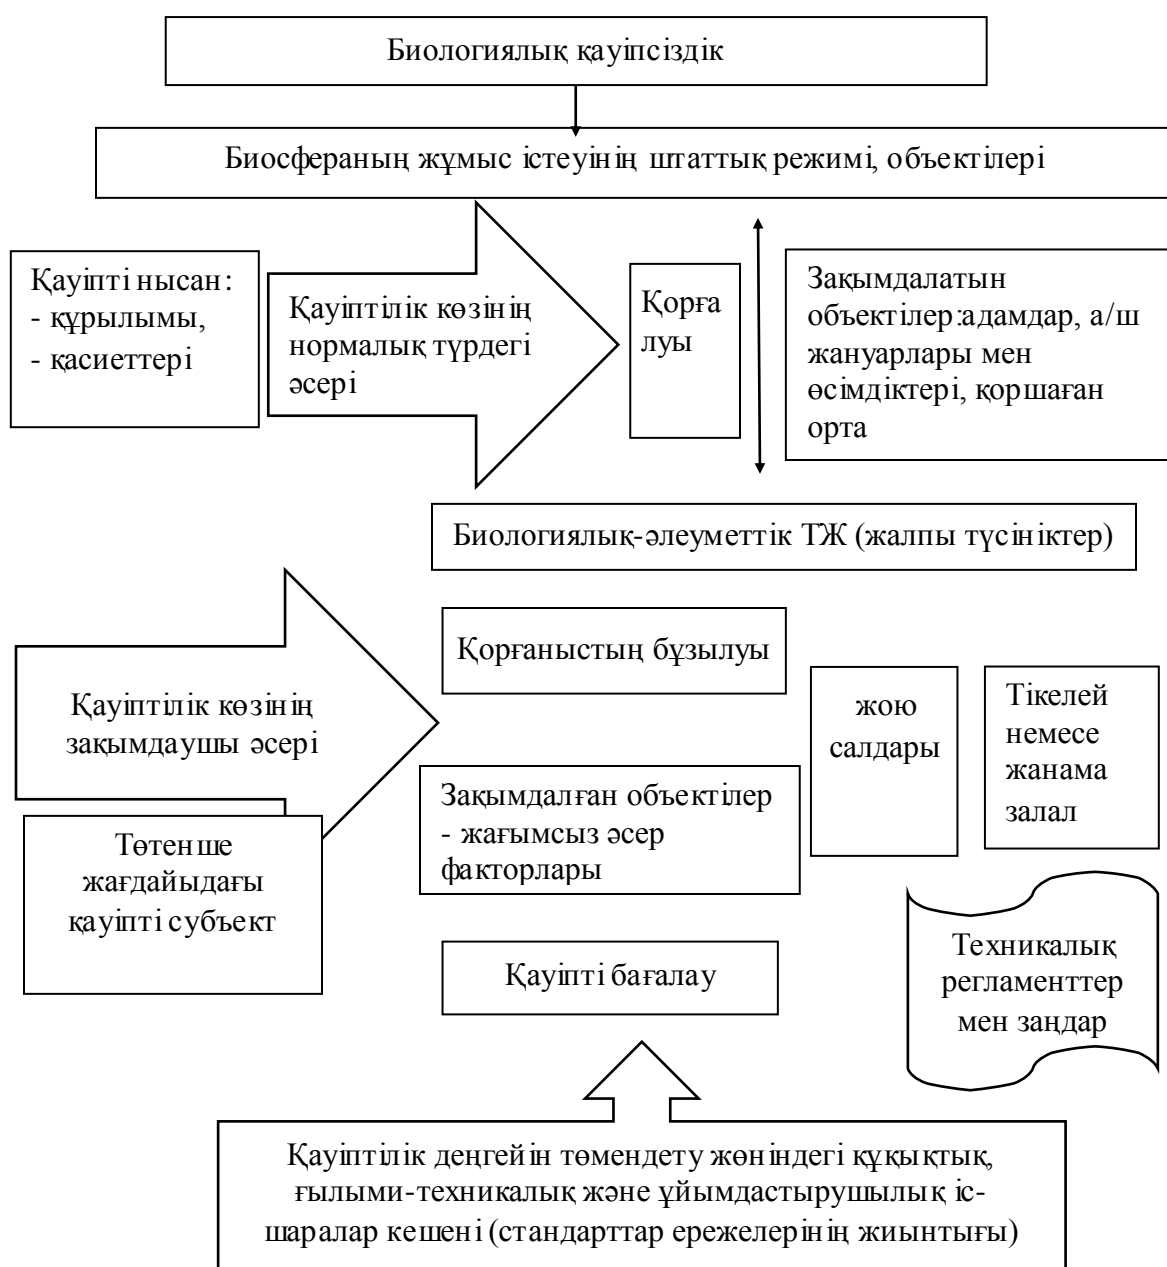 Биологиялық қауіпсіздік
Биосфераның жұмыс істеуінің штаттық режимі, объектілері
Қауіпті нысан:
- құрылымы,
- қасиеттері
Қауіптілік көзінің
нормалық түрдегі
әсері
Қорға
луы
Зақымдалатын
объектілер:адамдар, а/ш
жануарлары мен
өсімдіктері, қоршаған
орта
Биологиялық-әлеуметтік ТЖ (жалпы түсініктер)
Қауіптілік көзінің
зақымдаушы әсері
Қорғаныстың бұзылуы
жою
салдары
Тікелей
немесе
жанама
залал
Зақымдалған объектілер
- жағымсыз әсер
факторлары
Төтенше
жағдайыдағы
қауіпті субъект
Қауіпті бағалау
Техникалық
регламенттер
мен заңдар
Қауіптілік деңгейін төмендету жөніндегі құқықтық,
ғылыми-техникалық және ұйымдастырушылық іс-
шаралар кешені (стандарттар ережелерінің жиынтығы)